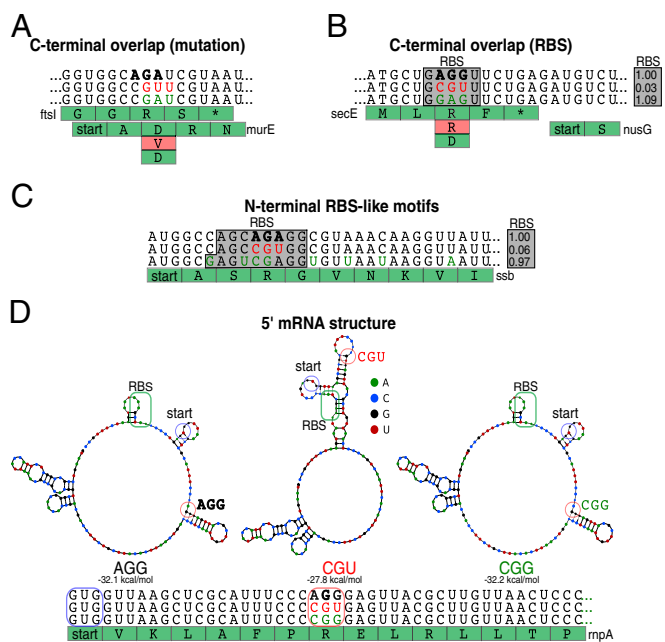 A
C-terminal overlap (mutation)
...GGUGGCAGAUCGUAAU...
...GGUGGCCGUUCGUAAU...
...GGUGGCGAUCGUAAU...
ftsI G G R S *
start A D R N murE
V
D
B
C-terminal overlap (RBS)
RBS RBS
...AUGCUGAGGUUCUGAGAUGUCU... 1.00
...AUGCUGCGUUUCUGAGAUGUCU... 0.03
...AUGCUGGAGUUCUGAGAUGUCU... 1.09
secE M L R F *
R
D
start S nusG
C
N-terminal RBS-like motifs
RBS RBS
AUGGCCAGCAGAGGCGUAAACAAGGUUAUU... 1.00
AUGGCCAGCCGUGGCGUAAACAAGGUUAUU... 0.06
AUGGCGAGUCGAGGUGUUAAUAAGGUAAUU... 0.97
start A S R G V N K V I ssb
D
5' mRNA structure
RBS
start
AGG
start
CGU
RBS
A
C
G
U
RBS
start
CGG
AGG
-32.1 kcal/mol
CGU
-27.8 kcal/mol
CGG
-32.2 kcal/mol
GUGGUUAAGCUCGCAUUUCCCAGGGAGUUACGCUUGUUAACUCCC...
GUGGUUAAGCUCGCAUUUCCCCGUGAGUUACGCUUGUUAACUCCC...
GUGGUUAAGCUCGCAUUUCCCCGGGAGUUACGCUUGUUAACUCCC...
start V K L A F P R E L R L L T P rnpA